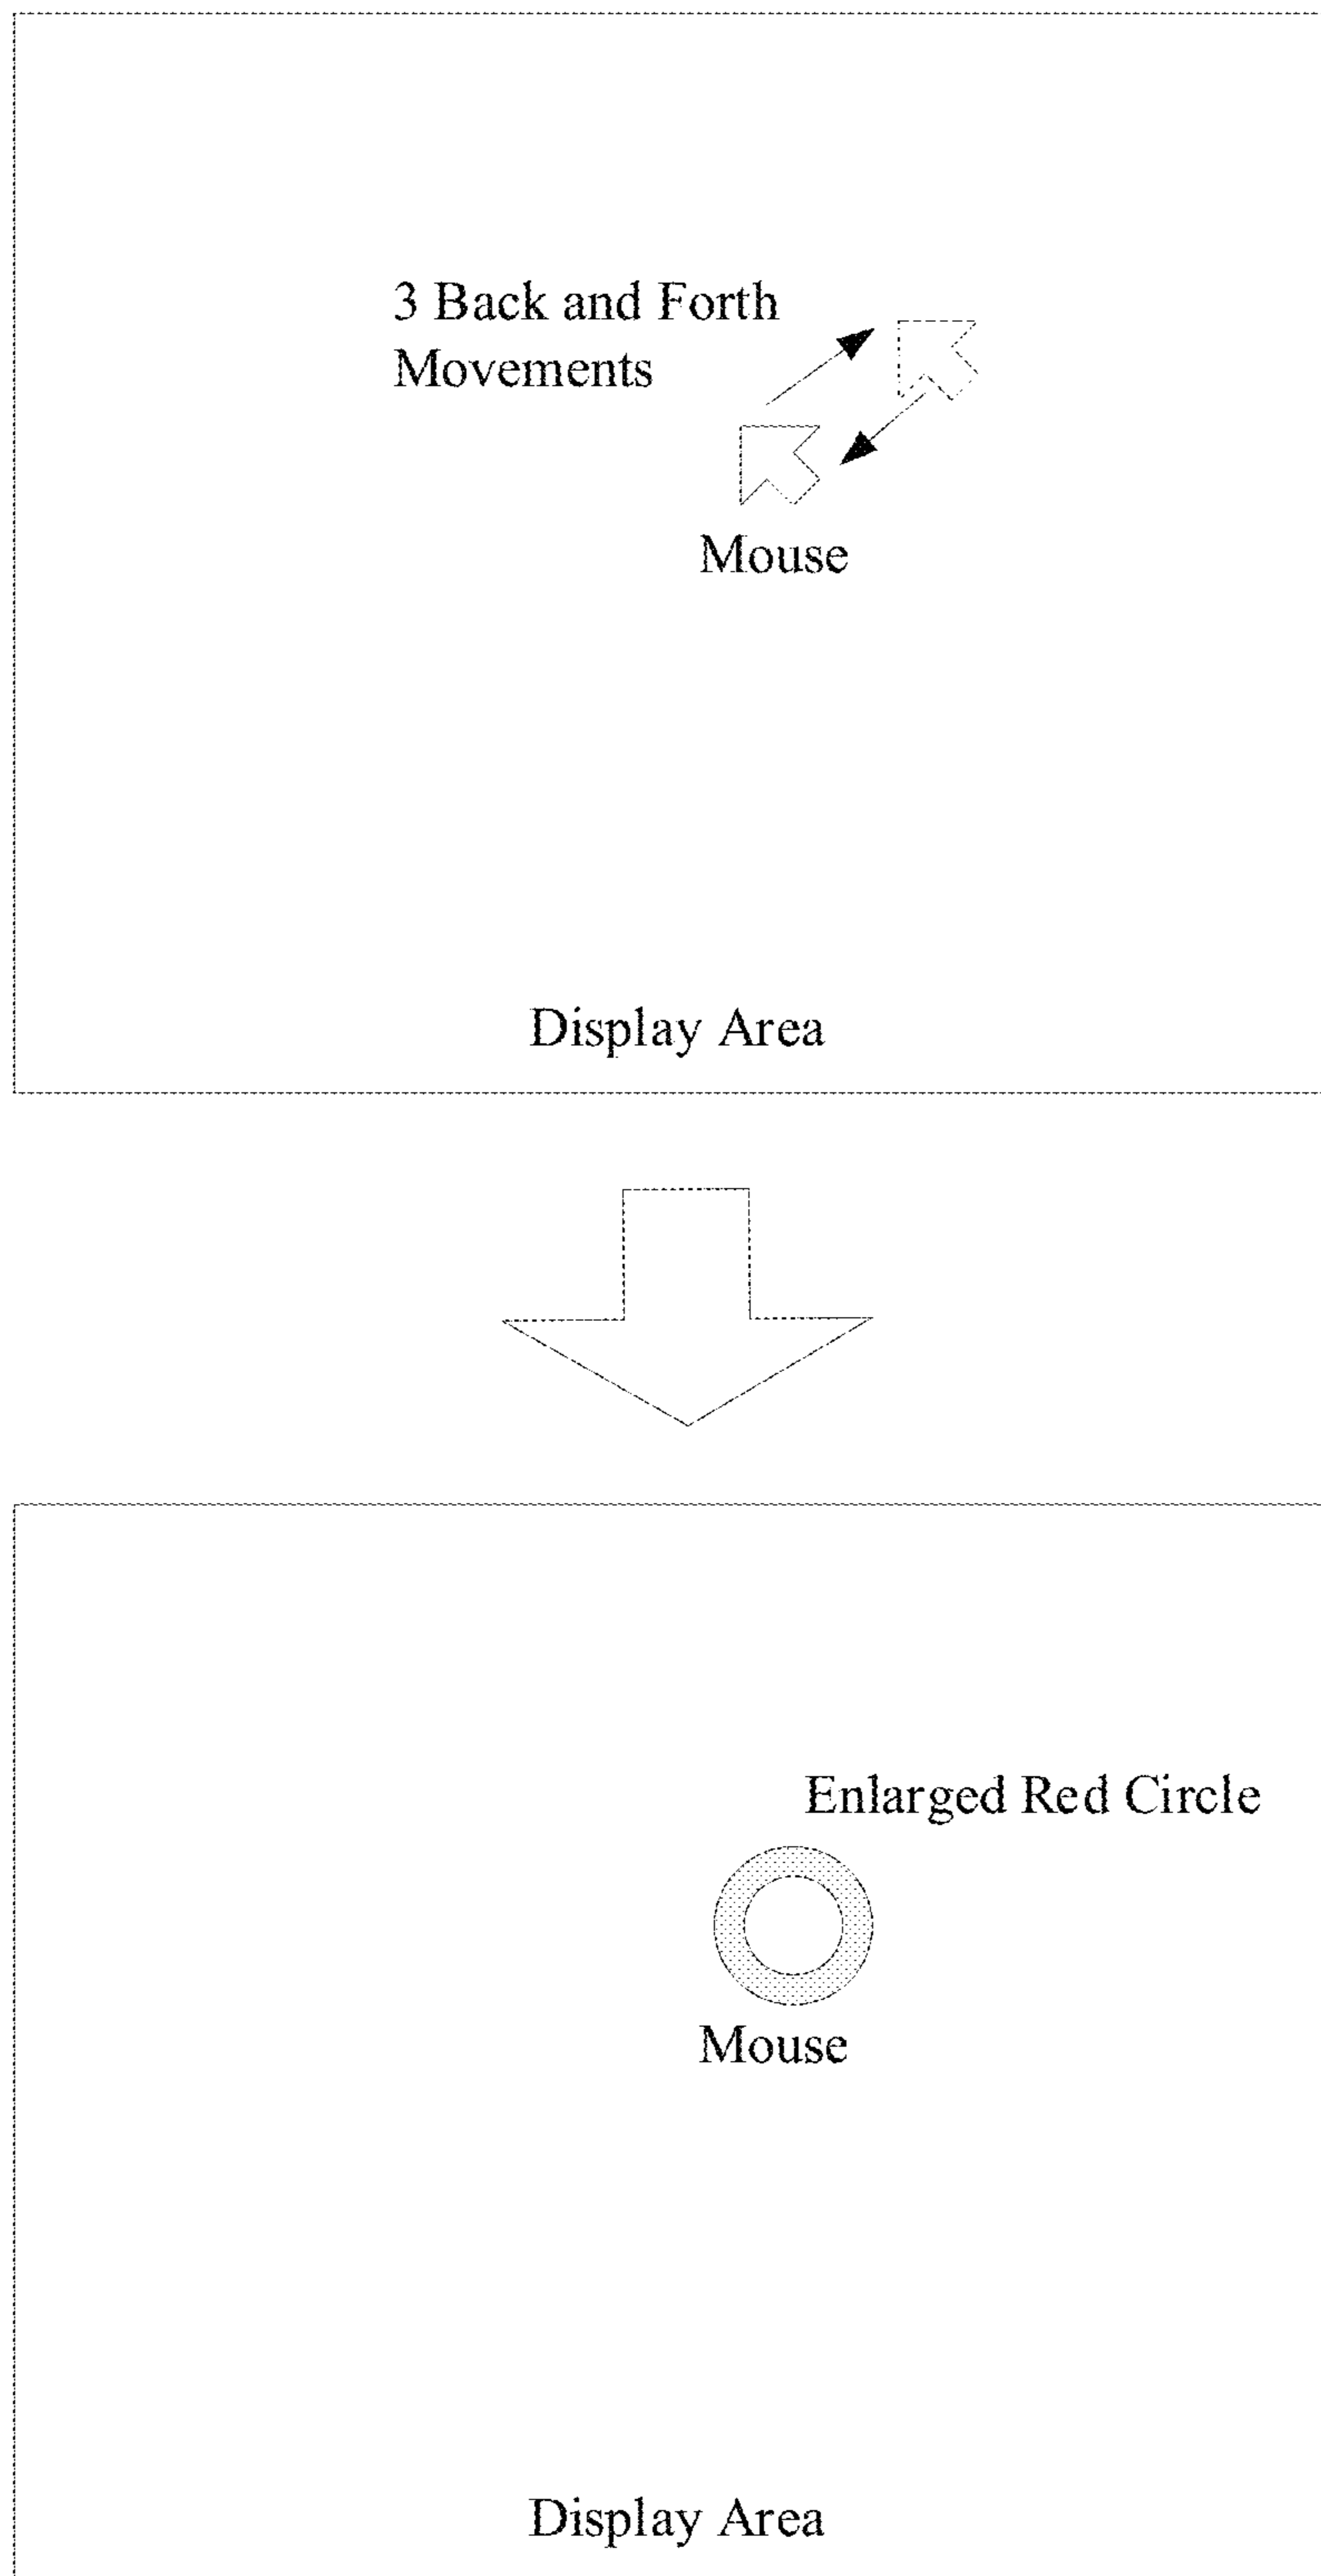 3 Back and Forth
Movements
Mouse
Display Area
Enlarged Red Circle
Mouse
Display Area